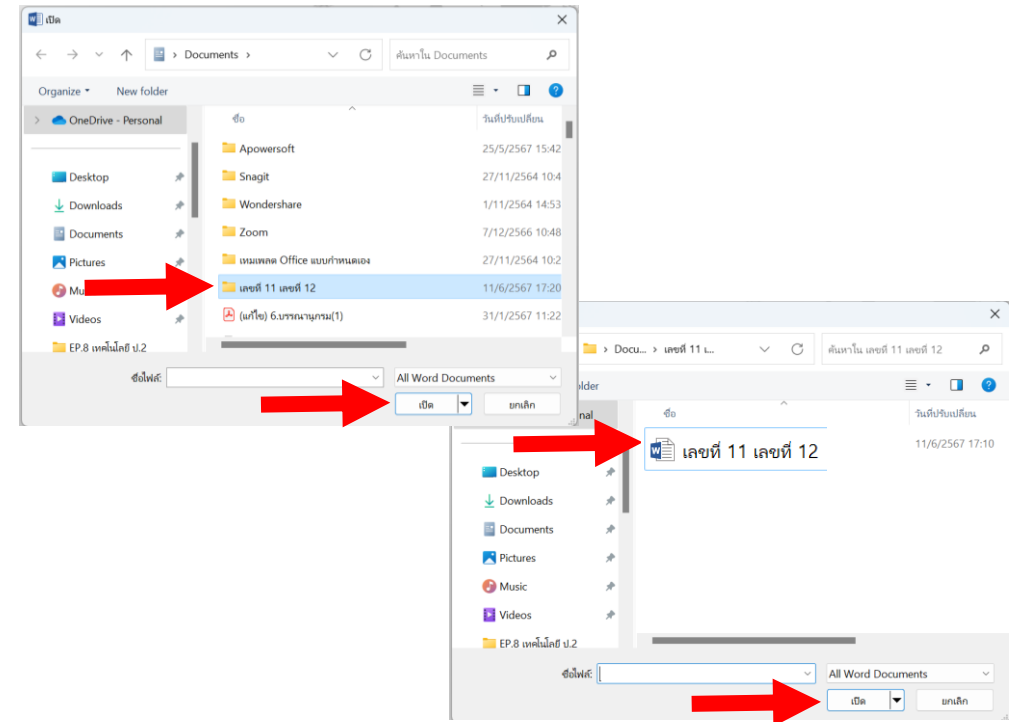 เปิด
Documents
ค้นหาใน Documents
Organize
New folder
OneDrive - Personal
ชื่อ
วันที่ปรับเปลี่ยน
Apowersoft
25/5/2567 15:42
Snagit
27/11/2564 10:4
Desktop
Wondershare
1/11/2564 14:53
Downloads
Zoom
7/12/2566 10:48
Documents
เทมเพลต Office แบบกำหนดเอง
27/11/2564 10:2
Pictures
เลขที่ 11 เลขที่ 12
11/6/2567 17:20
Mu
(แก้ไข) 6.บรรณานุกรม(1)
31/1/2567 11:22
Videos
EP.8 เทคโนโลยี ป.2
ชื่อไฟล์:
All Word Documents
เปิด
ยกเลิก
Docu...
เลขที่ 11 เ...
ค้นหาใน เลขที่ 11 เลขที่ 12
older
nal
ชื่อ
วันที่ปรับเปลี่ยน
เลขที่ 11 เลขที่ 12
11/6/2567 17:10
Desktop
Downloads
Documents
Pictures
Music
Videos
EP.8 เทคโนโลยี ป.2
ชื่อไฟล์:
All Word Documents
เปิด
ยกเลิก